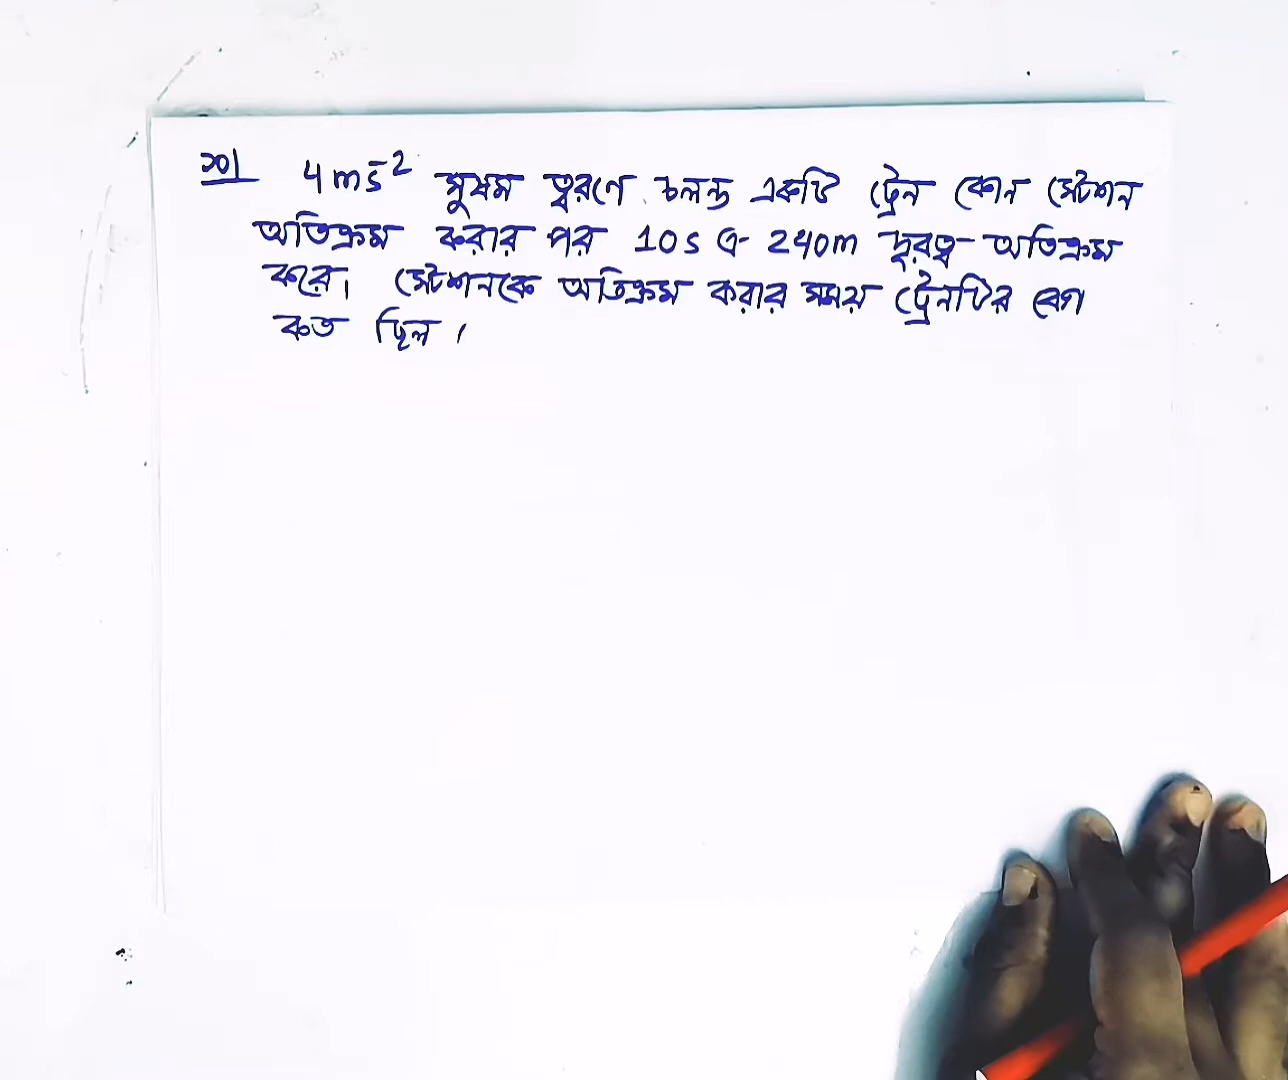 ১০। 4ms⁻² সুষম ত্বরণে চলন্ত একটি ট্রেন কোন স্টেশন
অতিক্রম করার পর 10s এ 240m দূরত্ব অতিক্রম
করে। স্টেশনকে অতিক্রম করার সময় ট্রেনটির বেগ
কত ছিল।